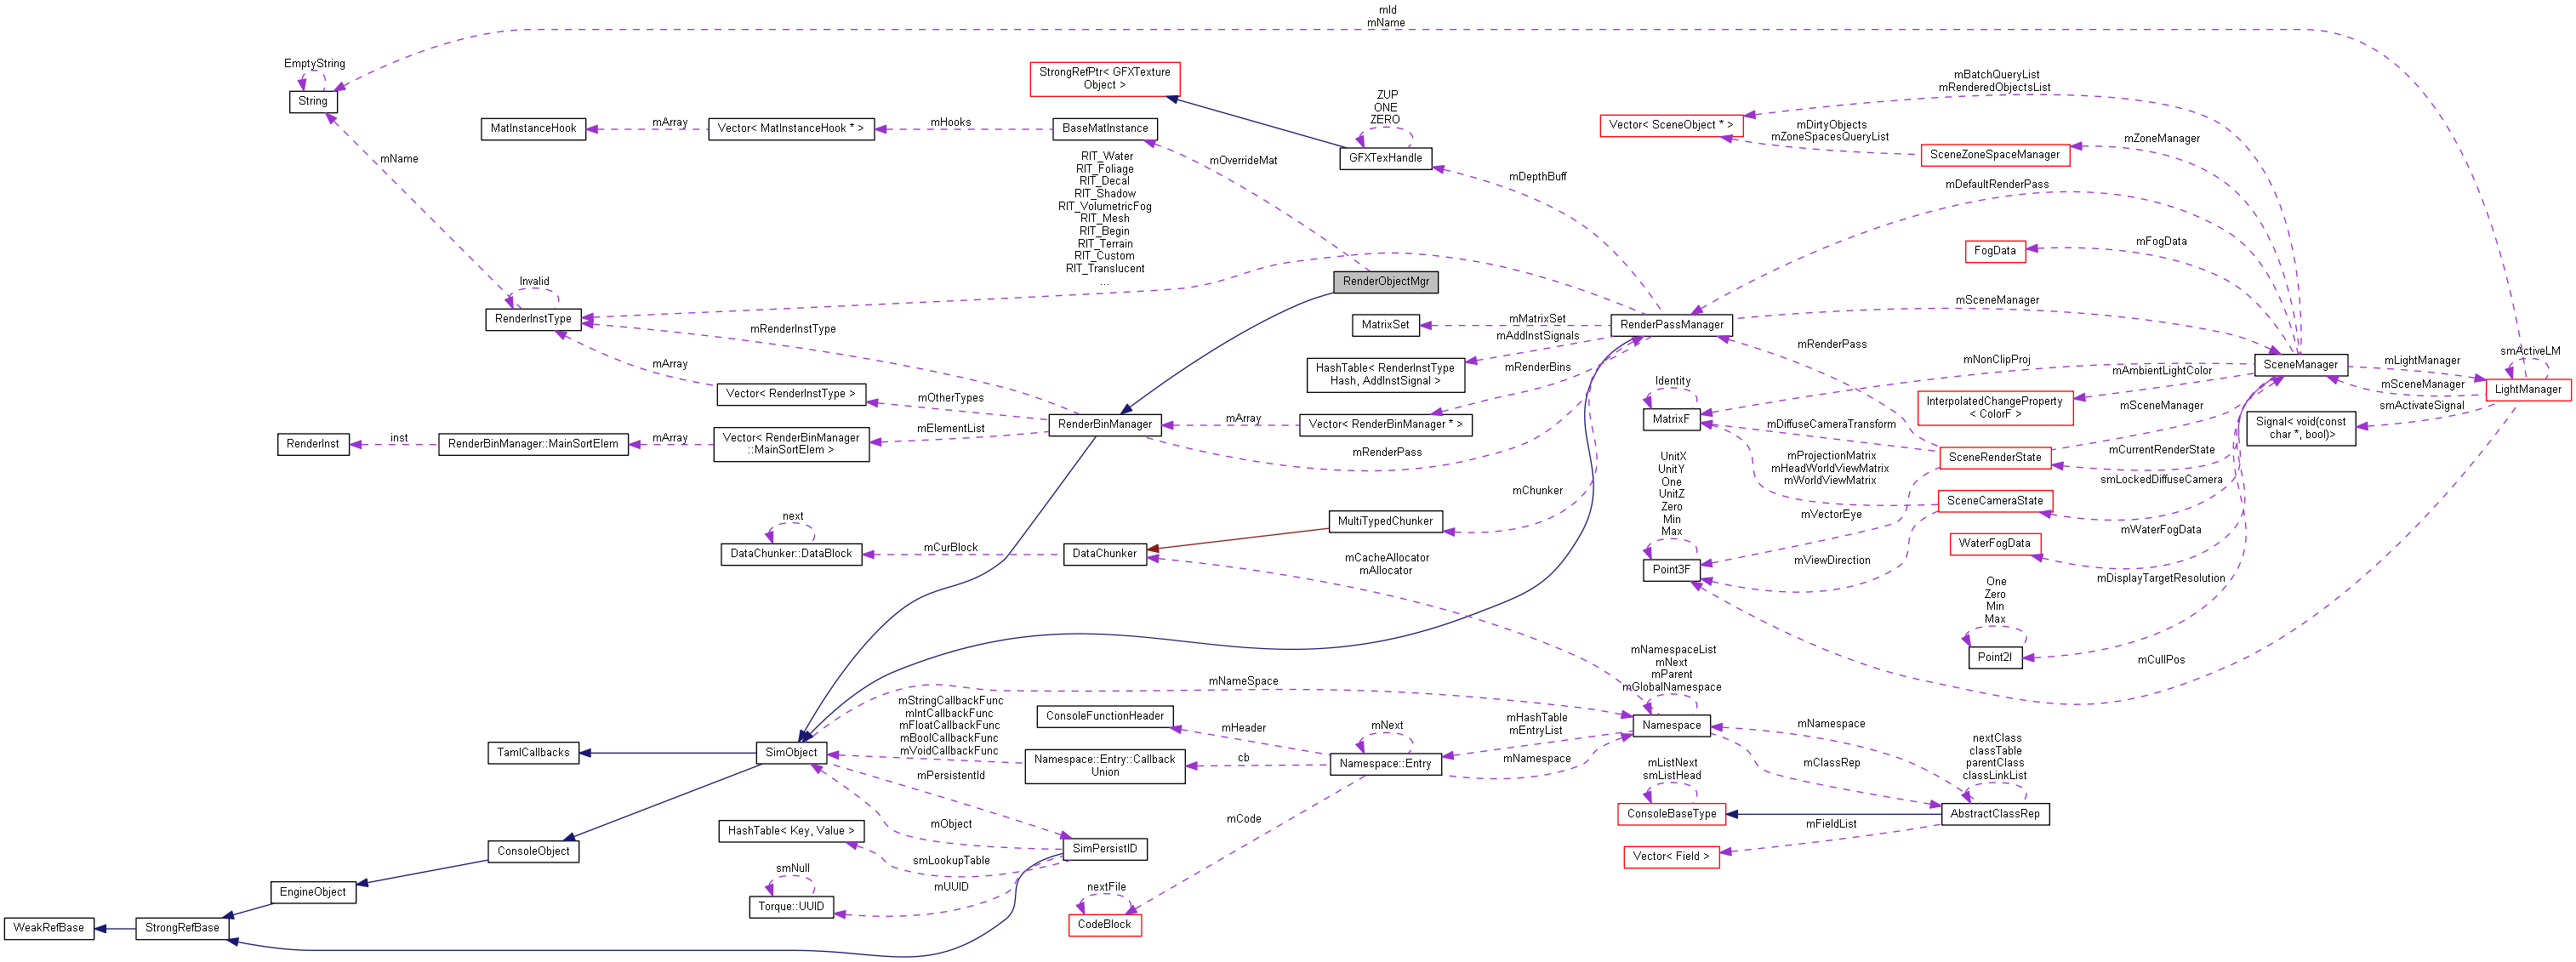 mId
mName
EmptyString
String
StrongRefPtr< GFXTexture
Object >
ZUP
ONE
ZERO
GFXTexHandle
mBatchQueryList
mRenderedObjectsList
Vector< SceneObject * >
mDirtyObjects
mZoneSpacesQueryList
SceneZoneSpaceManager
mZoneManager
MatInstanceHook
mArray
Vector< MatInstanceHook * >
mHooks
BaseMatInstance
mName
RIT_Water
RIT_Foliage
RIT_Decal
RIT_Shadow
RIT_VolumetricFog
RIT_Mesh
RIT_Begin
RIT_Terrain
RIT_Custom
RIT_Translucent
...
mOverrideMat
mDepthBuff
mDefaultRenderPass
FogData
mFogData
RenderObjectMgr
Invalid
RenderInstType
mRenderInstType
MatrixSet
mMatrixSet
RenderPassManager
mSceneManager
mAddInstSignals
HashTable< RenderInstType
Hash, AddInstSignal >
mRenderBins
mRenderPass
mNonClipProj
mAmbientLightColor
SceneManager
mLightManager
smActiveLM
LightManager
mSceneManager
smActivateSignal
mArray
Vector< RenderInstType >
mOtherTypes
Identity
MatrixF
InterpolatedChangeProperty
< ColorF >
mSceneManager
Signal< void(const
char *, bool)>
RenderBinManager
mArray
Vector< RenderBinManager * >
mDiffuseCameraTransform
RenderInst
inst
RenderBinManager::MainSortElem
mArray
Vector< RenderBinManager
::MainSortElem >
mElementList
mRenderPass
UnitX
UnitY
One
UnitZ
Zero
Min
Max
Point3F
mProjectionMatrix
mHeadWorldViewMatrix
mWorldViewMatrix
SceneRenderState
mCurrentRenderState
smLockedDiffuseCamera
SceneCameraState
mChunker
MultiTypedChunker
mVectorEye
mWaterFogData
WaterFogData
next
DataChunker::DataBlock
mCurBlock
DataChunker
mCacheAllocator
mAllocator
mViewDirection
mDisplayTargetResolution
One
Zero
Min
Max
Point2I
mCullPos
mNamespaceList
mNext
mParent
mGlobalNamespace
Namespace
mNameSpace
mStringCallbackFunc
mIntCallbackFunc
mFloatCallbackFunc
mBoolCallbackFunc
mVoidCallbackFunc
ConsoleFunctionHeader
mHeader
mNext
mHashTable
mEntryList
mNamespace
TamlCallbacks
SimObject
Namespace::Entry::Callback
Union
cb
Namespace::Entry
mNamespace
mClassRep
nextClass
classTable
parentClass
classLinkList
AbstractClassRep
mListNext
smListHead
ConsoleBaseType
mPersistentId
mObject
HashTable< Key, Value >
smLookupTable
SimPersistID
mCode
mFieldList
Vector< Field >
ConsoleObject
smNull
Torque::UUID
mUUID
nextFile
CodeBlock
EngineObject
WeakRefBase
StrongRefBase